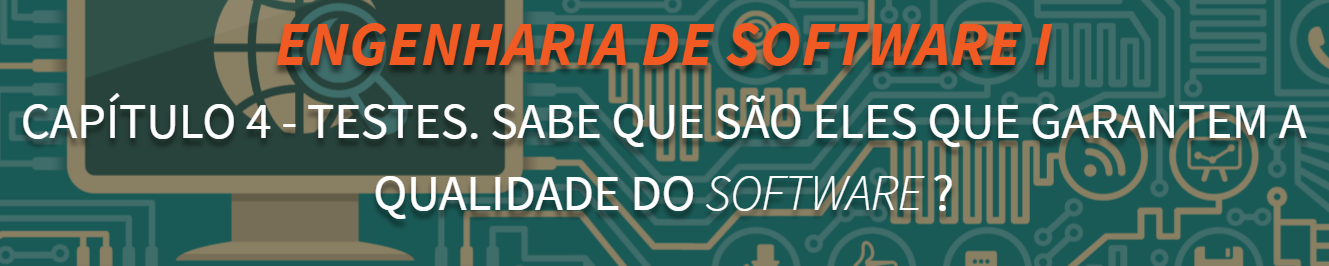 ENGENHARIA DE SOFTWARE I
CAPÍTULO 4 - TESTES. SABE QUE SÃO ELES QUE GARANTEM A
QUALIDADE DO SOFTWARE ?